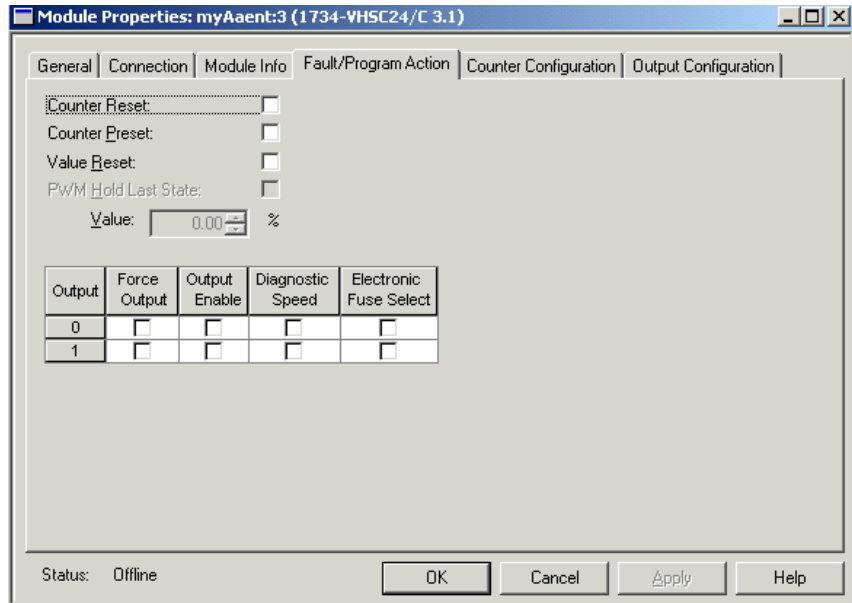 Module Properties: myAaent:3 (1734-VHSC24/C 3.1)
General Connection Module Info Fault/Program Action Counter Configuration Output Configuration
Counter Reset:
Counter Preset:
Value Reset:
PWM Hold Last State:
Value: 0.00 %
Output Force Output Output Enable Diagnostic Speed Electronic Fuse Select
0
1
Status: Offline OK Cancel Apply Help